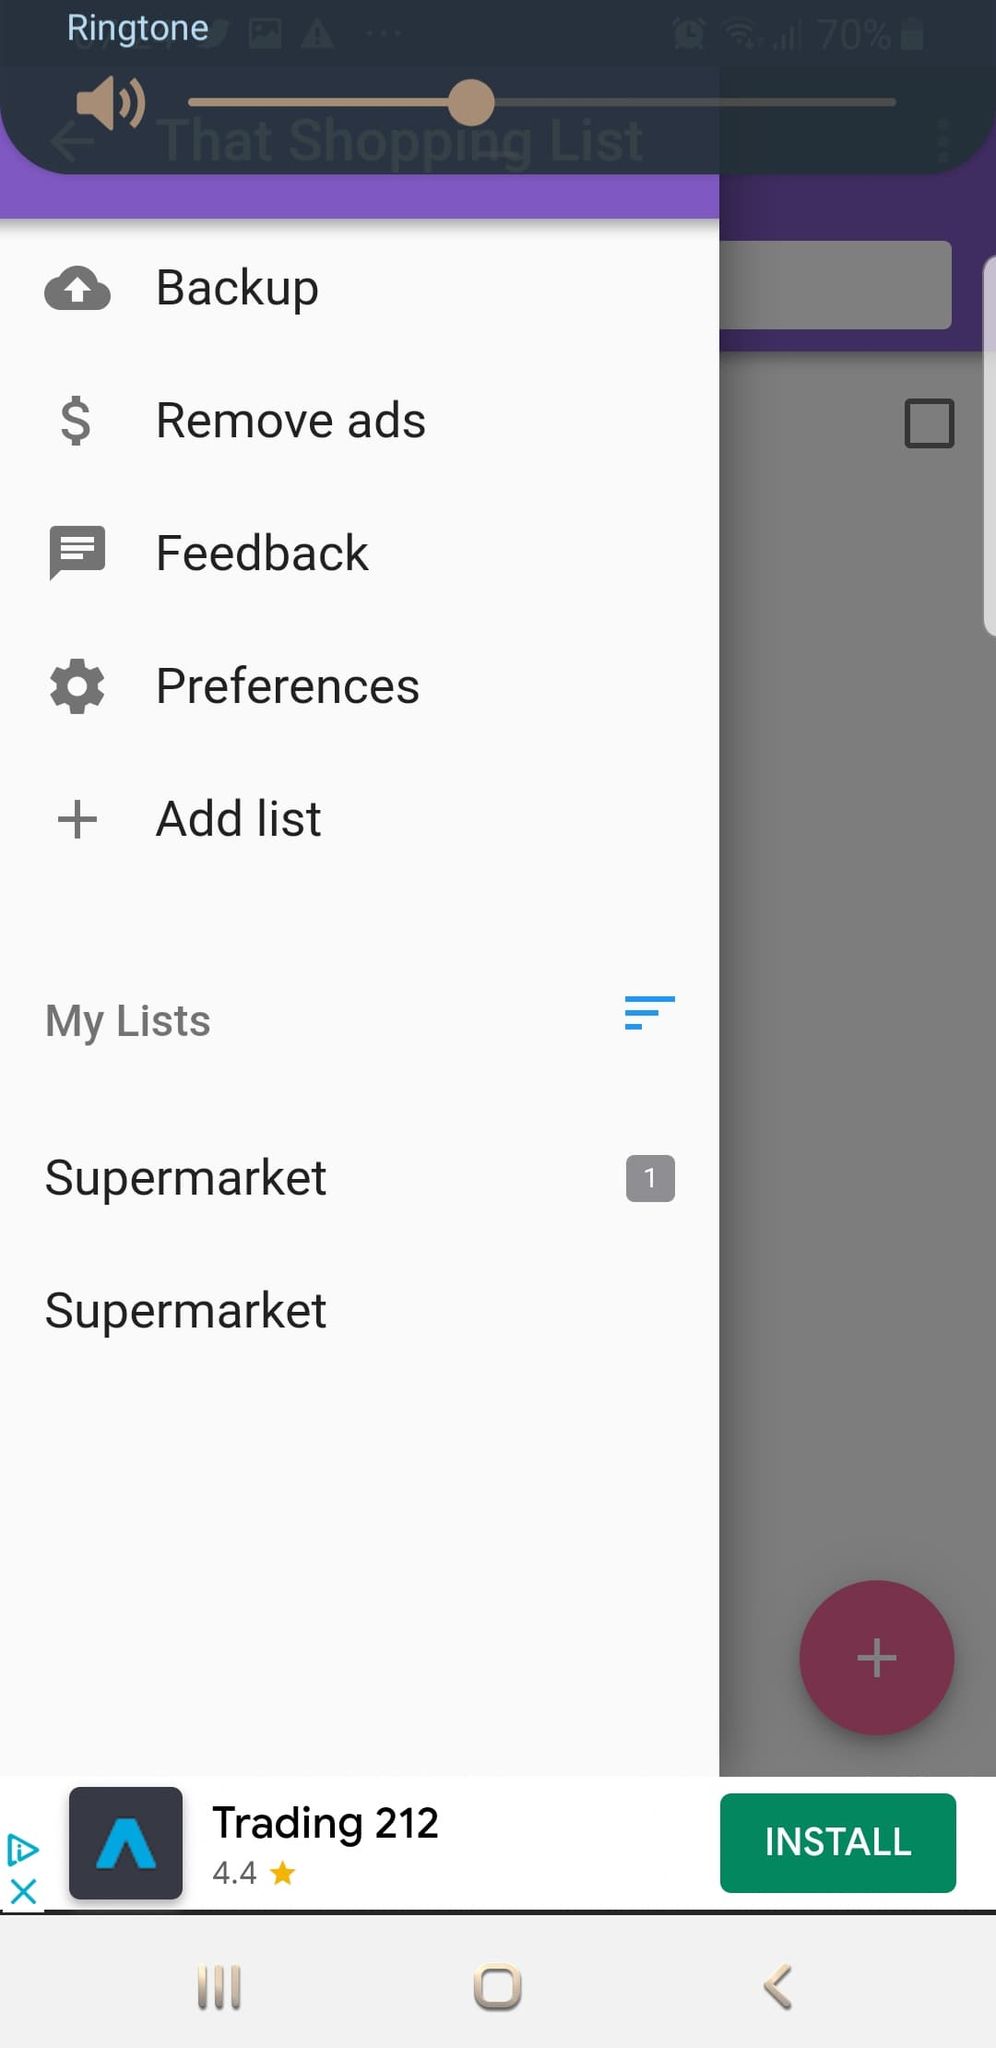 Ringtone
70%
That Shopping List
Backup
Remove ads
Feedback
Preferences
Add list
My Lists
Supermarket
1
Supermarket
Trading 212
4.4
INSTALL